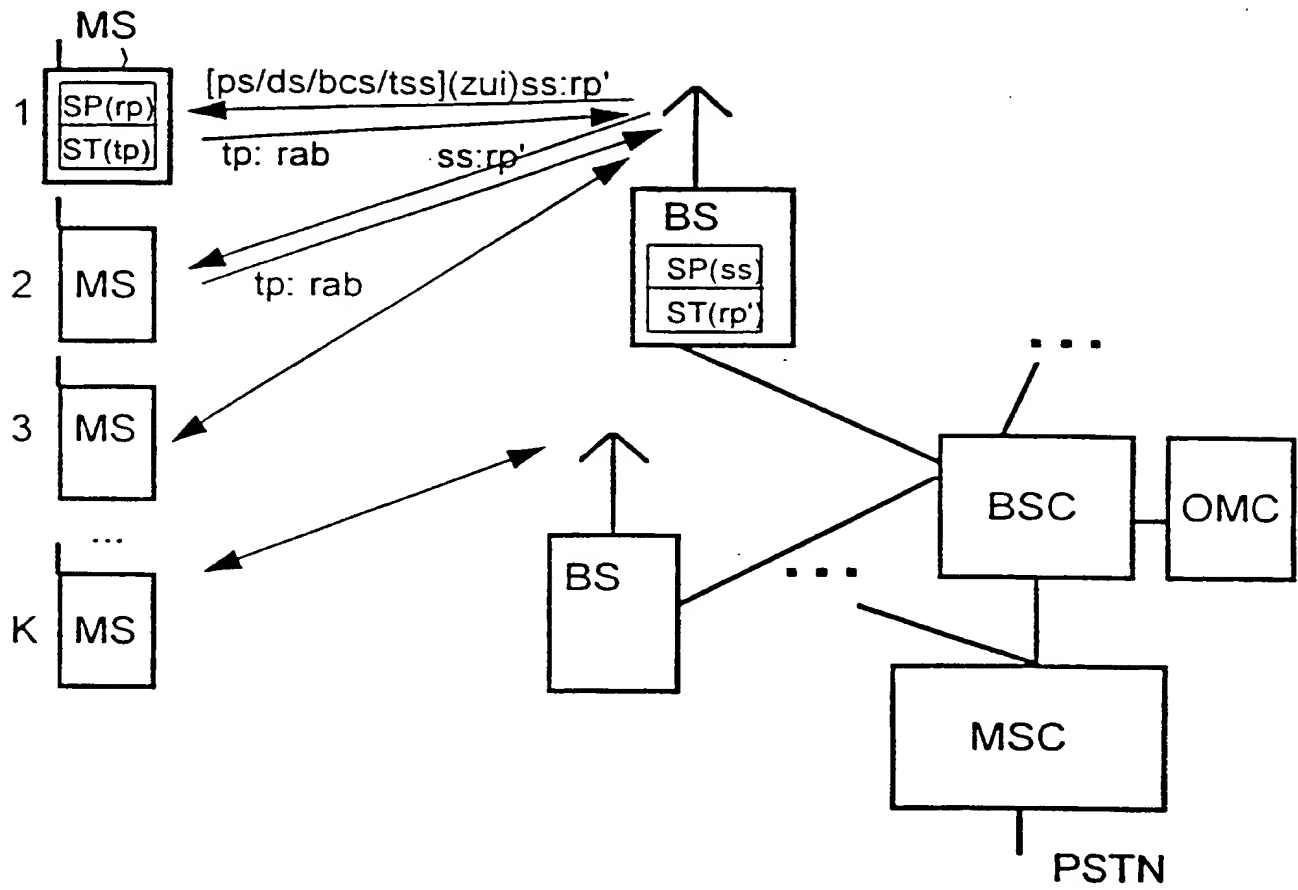 MS
1
SP(rp)
ST(tp)
[ps/ds/bcs/tss](zui)ss:rp'
tp: rab
ss:rp'
BS
SP(ss)
ST(rp')
2
MS
tp: rab
3
MS
...
K
MS
BS
...
...
BSC
OMC
MSC
PSTN